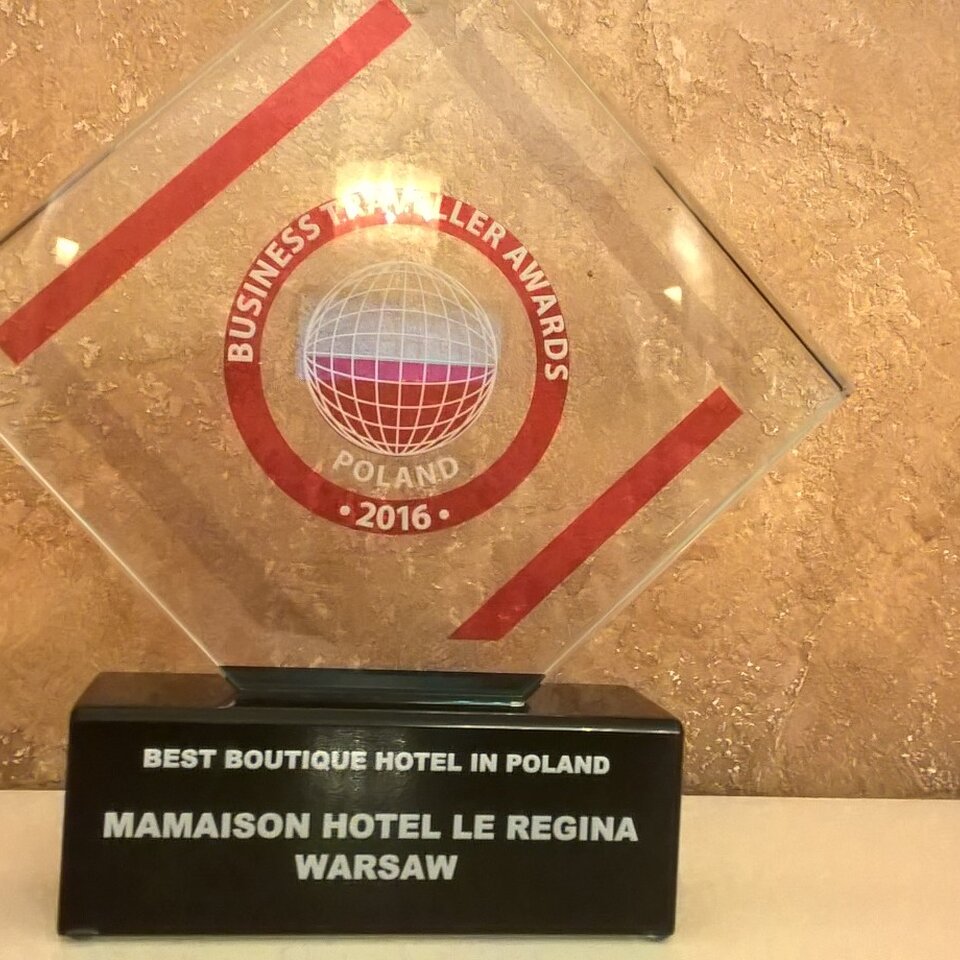 BUSINESS TRAVELLER AWARDS
POLAND
• 2016 •
BEST BOUTIQUE HOTEL IN POLAND
MAMAISON HOTEL LE REGINA
WARSAW